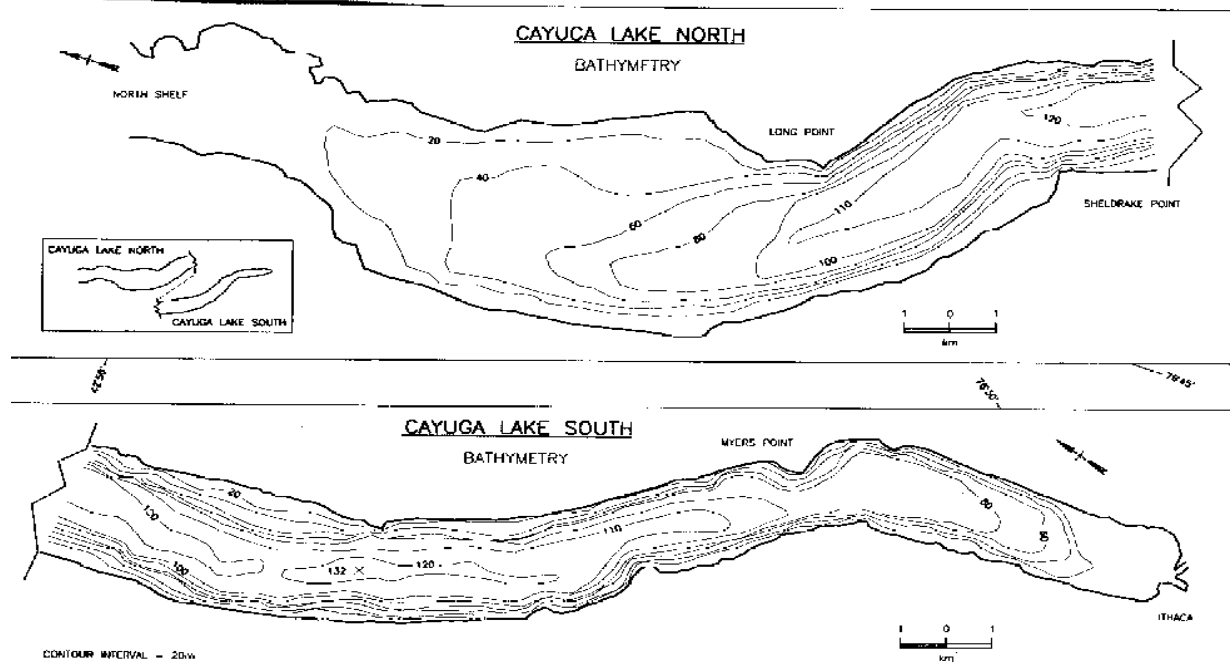 CAYUGA LAKE NORTH
BATHYMETRY
NORTH SHELF
LONG POINT
SHELDRAKE POINT
20
40
60
80
100
110
120
CAYUGA LAKE NORTH
CAYUGA LAKE SOUTH
1 0 1
km
76°45'
76°50'
CAYUGA LAKE SOUTH
BATHYMETRY
MYERS POINT
20
100
132
120
110
80
ITHACA
1 0 1
km
CONTOUR INTERVAL - 20m